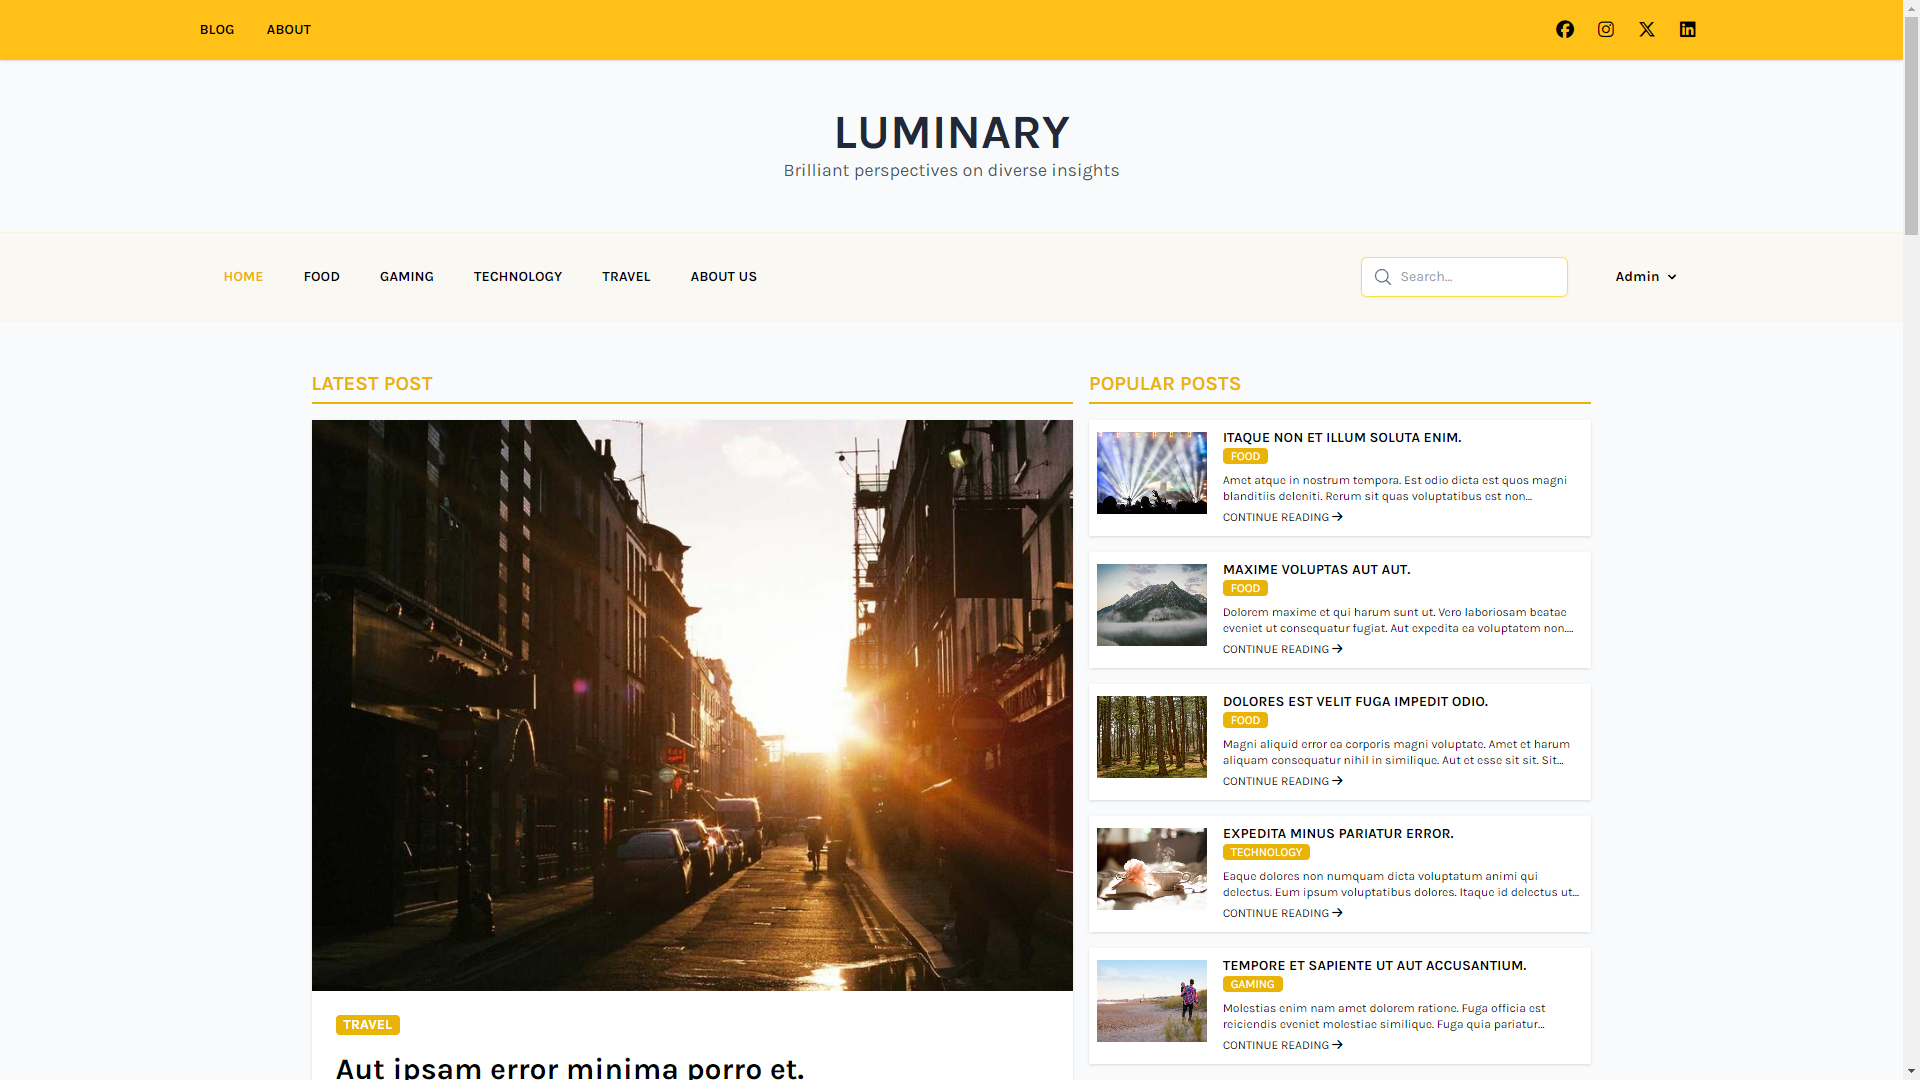 BLOG ABOUT
LUMINARY
Brilliant perspectives on diverse insights
HOME FOOD GAMING TECHNOLOGY TRAVEL ABOUT US Search... Admin
LATEST POST
TRAVEL
Aut ipsam error minima porro et.
POPULAR POSTS
ITAQUE NON ET ILLUM SOLUTA ENIM.
FOOD
Amet atque in nostrum tempora. Est odio dicta est quos magni
blanditiis deleniti. Rerum sit quas voluptatibus est non...
CONTINUE READING
MAXIME VOLUPTAS AUT AUT.
FOOD
Dolorem maxime et qui harum sunt ut. Vero laboriosam beatae
eveniet ut consequatur fugiat. Aut expedita ea voluptatem non....
CONTINUE READING
DOLORES EST VELIT FUGA IMPEDIT ODIO.
FOOD
Magni aliquid error ea corporis magni voluptate. Amet et harum
aliquam consequatur nihil in similique. Aut et esse sit sit. Sit...
CONTINUE READING
EXPEDITA MINUS PARIATUR ERROR.
TECHNOLOGY
Eaque dolores non numquam dicta voluptatum animi qui
delectus. Eum ipsum voluptatibus dolores. Itaque id delectus ut...
CONTINUE READING
TEMPORE ET SAPIENTE UT AUT ACCUSANTIUM.
GAMING
Molestias enim nam amet dolorem ratione. Fuga officia est
reiciendis eveniet molestiae similique. Fuga quia pariatur...
CONTINUE READING